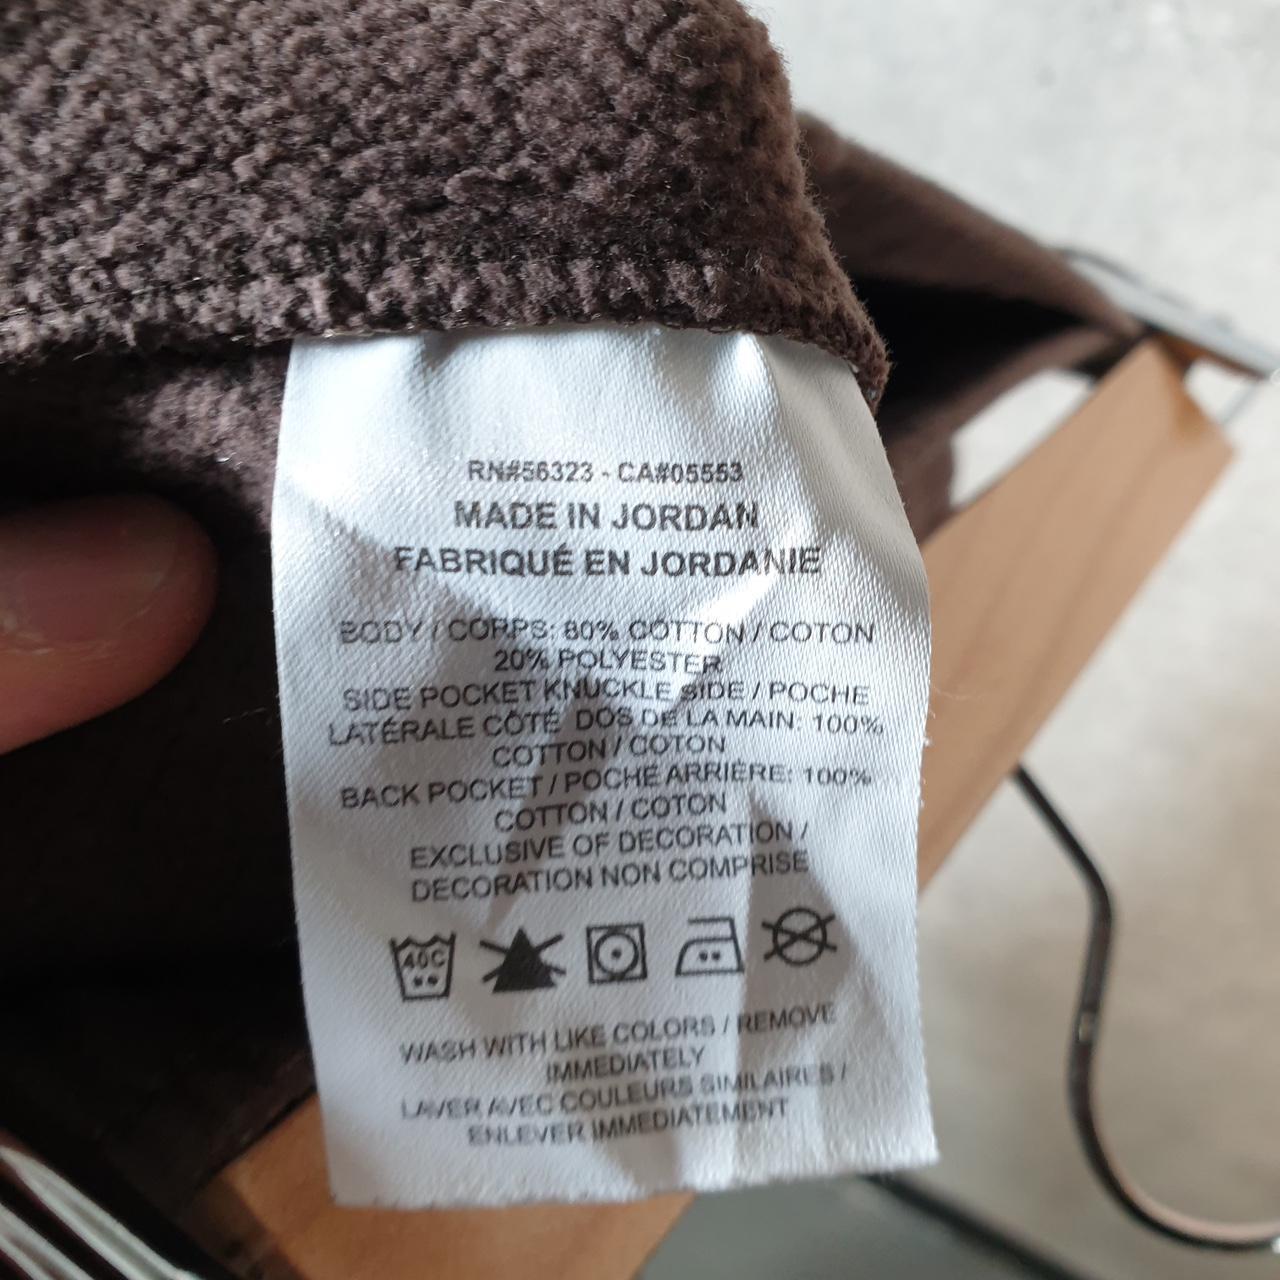 RN#56323 - CA#05553
MADE IN JORDAN
FABRIQUÉ EN JORDANIE
BODY / CORPS: 80% COTTON / COTON
20% POLYESTER
SIDE POCKET KNUCKLE SIDE / POCHE
LATÉRALE CÔTÉ DOS DE LA MAIN: 100%
COTTON / COTON
BACK POCKET / POCHE ARRIÈRE: 100%
COTTON / COTON
EXCLUSIVE OF DECORATION /
DECORATION NON COMPRISE
40C
WASH WITH LIKE COLORS / REMOVE
IMMEDIATELY
LAVER AVEC COULEURS SIMILAIRES /
ENLEVER IMMEDIATEMENT